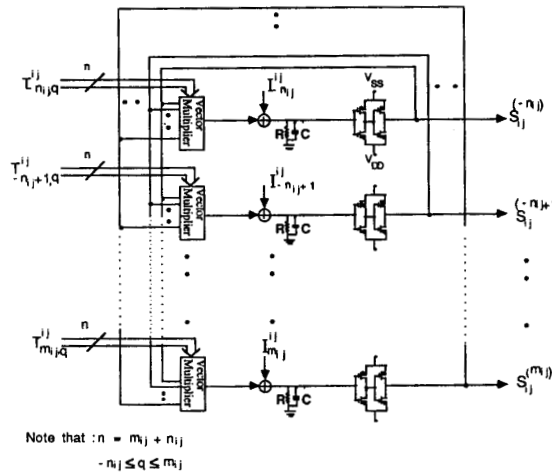 n
T^{ij}_{-n_{ij},q}
Vector Multiplier
I^{ij}_{-n_{ij}}
R C
V_{SS}
V_{DD}
S_{ij}^{(-n_{ij})}
n
T^{ij}_{-n_{ij}+1,q}
Vector Multiplier
I^{ij}_{-n_{ij}+1}
R C
S_{ij}^{(-n_{ij}+1)}
n
T^{ij}_{m_{ij},q}
Vector Multiplier
I^{ij}_{m_{ij}}
R C
S_{ij}^{(m_{ij})}
Note that : n = m_{ij} + n_{ij}
-n_{ij} ≤ q ≤ m_{ij}